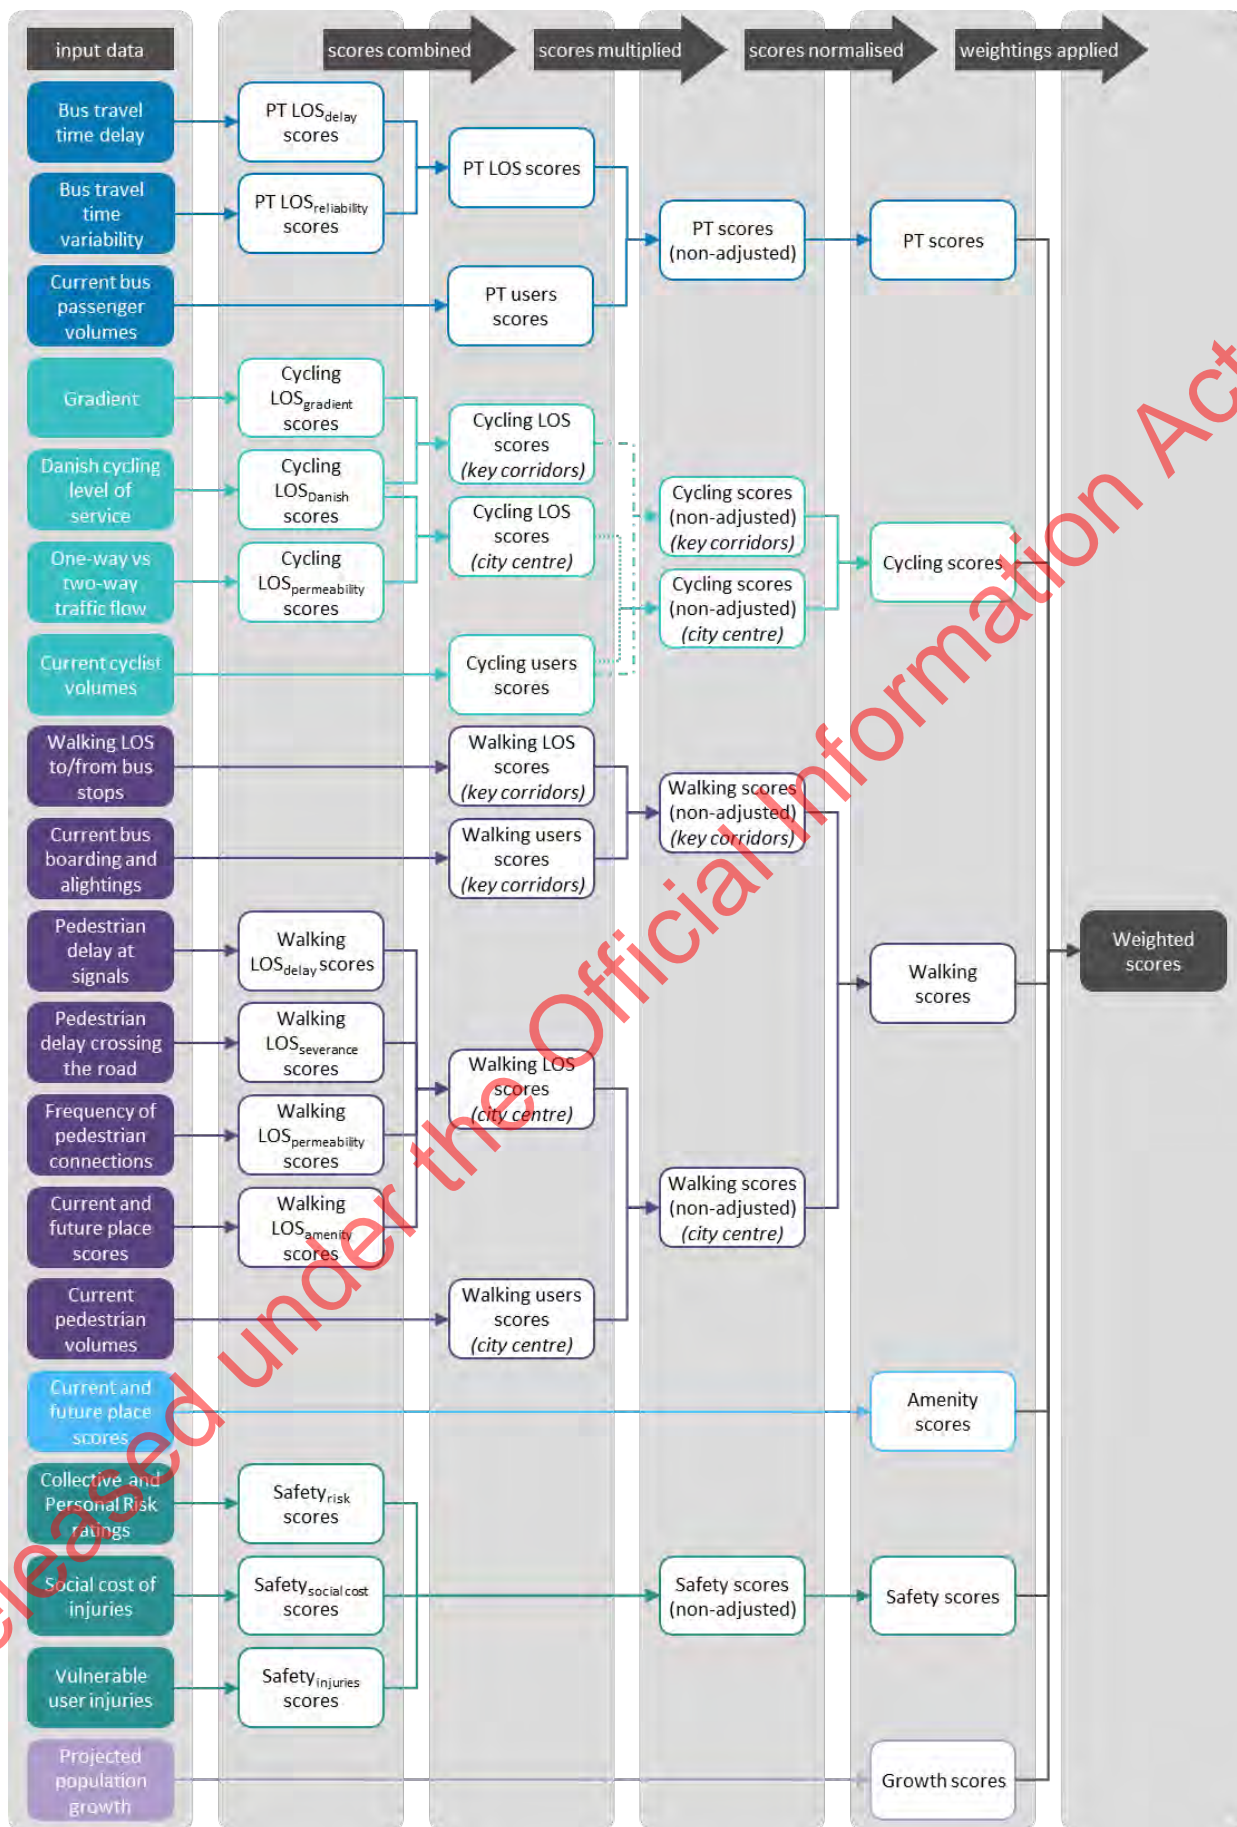 input data
scores combined
scores multiplied
scores normalised
weightings applied
Bus travel
time delay
PT LOSdelay
scores
PT LOS scores
Bus travel
time
variability
PT LOSreliability
scores
PT scores
(non-adjusted)
PT scores
Current bus
passenger
volumes
PT users
scores
Gradient
Cycling
LOSgradient
scores
Cycling LOS
scores
(key corridors)
Danish cycling
level of
service
Cycling
LOSDanish
scores
Cycling LOS
scores
(city centre)
Cycling scores
(non-adjusted)
(key corridors)
Cycling scores
One-way vs
two-way
traffic flow
Cycling
LOSpermeability
scores
Cycling scores
(non-adjusted)
(city centre)
Current cyclist
volumes
Cycling users
scores
Walking LOS
to/from bus
stops
Walking LOS
scores
(key corridors)
Walking scores
(non-adjusted)
(key corridors)
Current bus
boarding and
alightings
Walking users
scores
(key corridors)
Pedestrian
delay at
signals
Walking
LOSdelay scores
Weighted
scores
Walking
scores
Pedestrian
delay crossing
the road
Walking
LOSseverance
scores
Walking LOS
scores
(city centre)
Frequency of
pedestrian
connections
Walking
LOSpermeability
scores
Current and
future place
scores
Walking
LOSamenity
scores
Walking scores
(non-adjusted)
(city centre)
Current
pedestrian
volumes
Walking users
scores
(city centre)
Current and
future place
scores
Amenity
scores
Collective and
Personal Risk
ratings
Safetyrisk
scores
Social cost of
injuries
Safetysocial cost
scores
Safety scores
(non-adjusted)
Safety scores
Vulnerable
user injuries
Safetyinjuries
scores
Projected
population
growth
Growth scores
under the Official Information Act